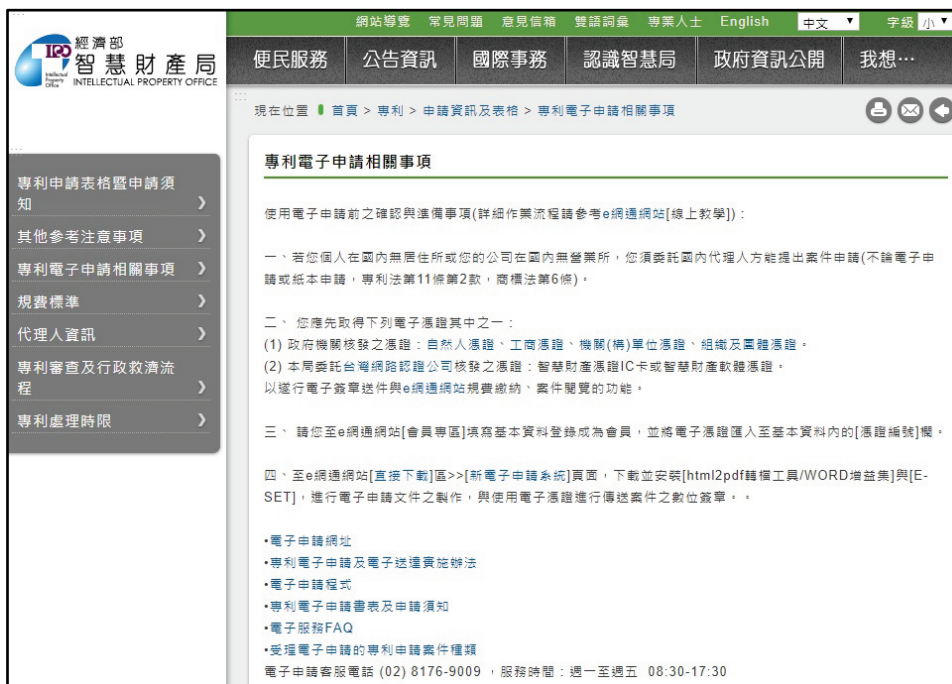 網站導覽 常見問題 意見信箱 雙語詞彙 專業人士 English 中文 字級 小
經濟部
智慧財產局
INTELLECTUAL PROPERTY OFFICE
TIPO
Intellectual
Property
Office
便民服務 公告資訊 國際事務 認識智慧局 政府資訊公開 我想…
現在位置 首頁 > 專利 > 申請資訊及表格 > 專利電子申請相關事項
專利申請表格暨申請須
知
其他參考注意事項
專利電子申請相關事項
規費標準
代理人資訊
專利審查及行政救濟流
程
專利處理時限
專利電子申請相關事項
使用電子申請前之確認與準備事項(詳細作業流程請參考e網通網站[線上教學])：
一、若您個人在國內無居住所或您的公司在國內無營業所，您須委託國內代理人方能提出案件申請(不論電子申
請或紙本申請，專利法第11條第2款，商標法第6條)。
二、 您應先取得下列電子憑證其中之一：
(1) 政府機關核發之憑證：自然人憑證、工商憑證、機關(構)單位憑證、組織及團體憑證。
(2) 本局委託台灣網路認證公司核發之憑證：智慧財產憑證IC卡或智慧財產軟體憑證。
以遂行電子簽章送件與e網通網站規費繳納、案件閱覽的功能。
三、 請您至e網通網站[會員專區]填寫基本資料登錄成為會員，並將電子憑證匯入至基本資料內的[憑證編號]欄。
四、至e網通網站[直接下載]區>>[新電子申請系統]頁面，下載並安裝[html2pdf轉檔工具/WORD增益集]與[E-
SET]，進行電子申請文件之製作，與使用電子憑證進行傳送案件之數位簽章。。
•電子申請網址
•專利電子申請及電子送達實施辦法
•電子申請程式
•專利電子申請書表及申請須知
•電子服務FAQ
•受理電子申請的專利申請案件種類
電子申請客服電話 (02) 8176-9009 ，服務時間：週一至週五 08:30-17:30